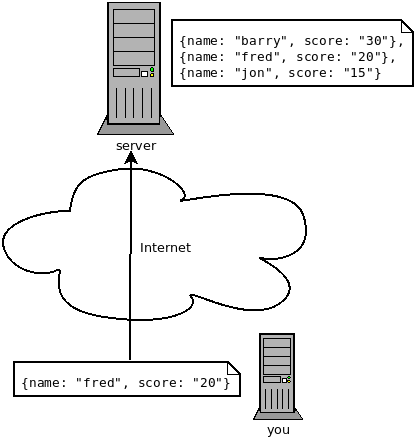 {name: "barry", score: "30"},
{name: "fred", score: "20"},
{name: "jon", score: "15"}
server
Internet
{name: "fred", score: "20"}
you